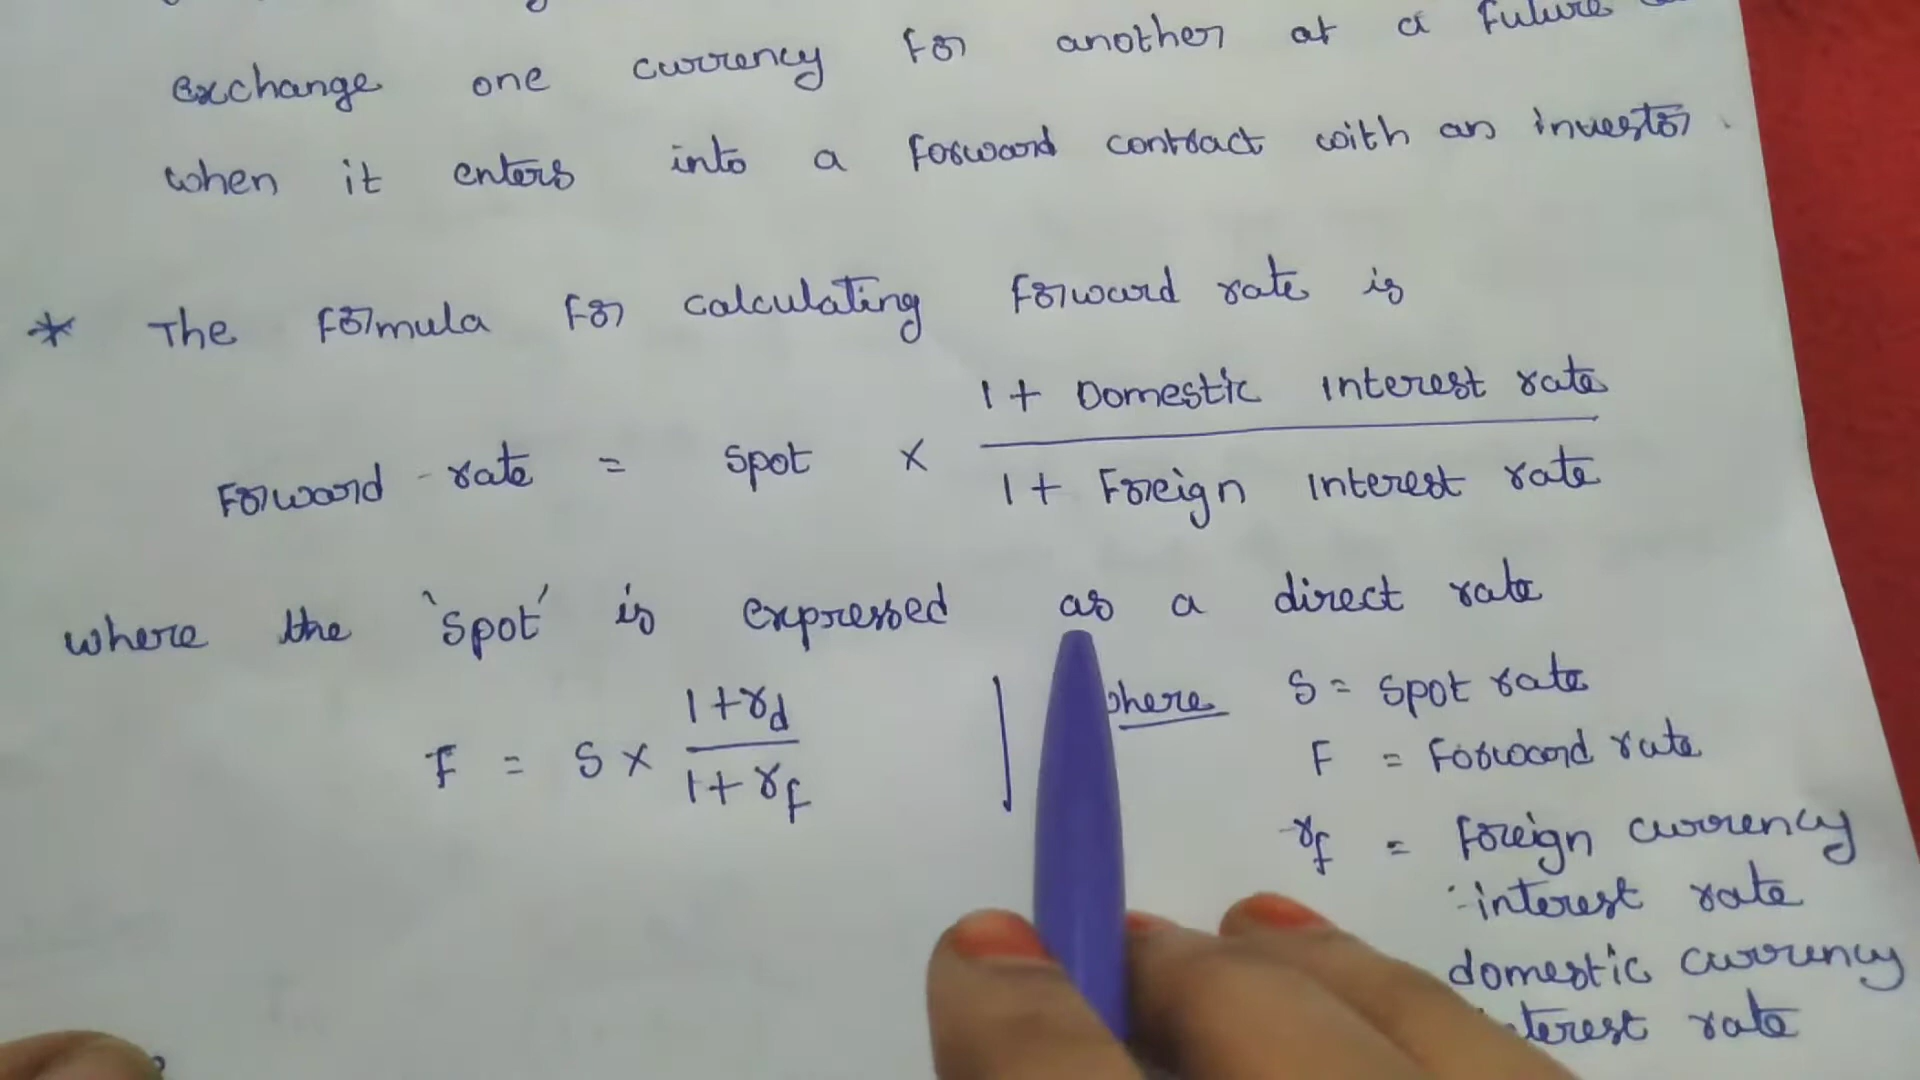 exchange one currency for another at a future
when it enters into a forward contract with an investor.
* The formula for calculating Forward rate is
1 + Domestic Interest rate
Forward rate = Spot ×
1 + Foreign Interest rate
where the 'spot' is expressed as a direct rate
F = S × (1+rd)/(1+rf)
where S = Spot rate
F = Forward rate
rf = Foreign currency
interest rate
domestic currency
rate